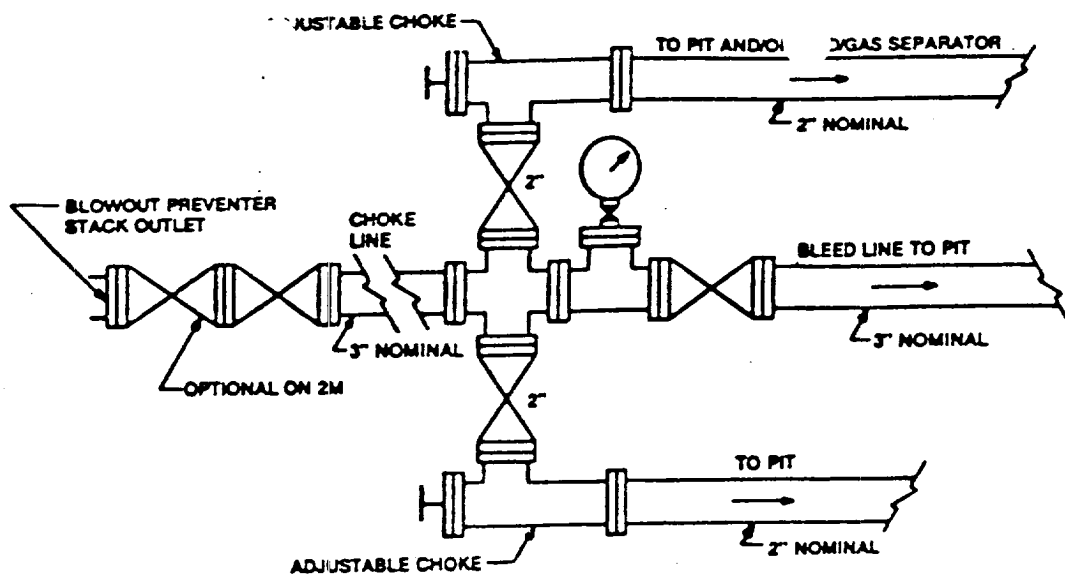 ADJUSTABLE CHOKE
TO PIT AND/OR
GAS SEPARATOR
2" NOMINAL
2"
BLOWOUT PREVENTER
STACK OUTLET
CHOKE
LINE
BLEED LINE TO PIT
3" NOMINAL
3" NOMINAL
OPTIONAL ON 2M
2"
TO PIT
2" NOMINAL
ADJUSTABLE CHOKE